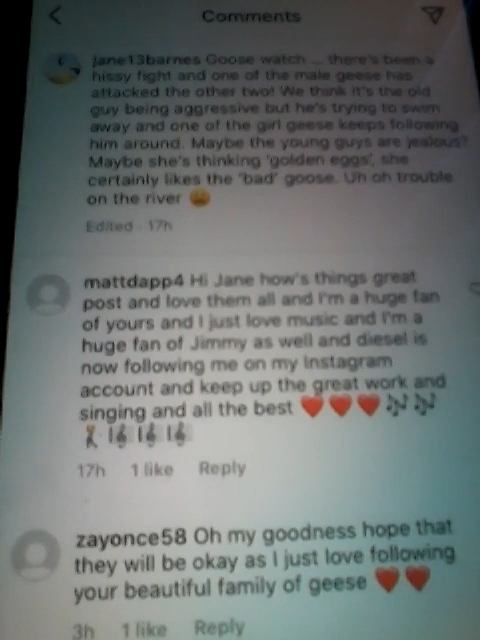 Comments
jane13barnes Goose watch ... there's been a
hissy fight and one of the male geese has
attacked the other two! We think it's the old
guy being aggressive but he's trying to swim
away and one of the girl geese keeps following
him around. Maybe the young guys are jealous?
Maybe she's thinking 'golden eggs', she
certainly likes the 'bad' goose. Uh oh trouble
on the river 😩
Edited · 17h
mattdapp4 Hi Jane how's things great
post and love them all and I'm a huge fan
of yours and I just love music and I'm a
huge fan of Jimmy as well and diesel is
now following me on my Instagram
account and keep up the great work and
singing and all the best ❤️❤️❤️🎶🎶
17h 1 like Reply
zayonce58 Oh my goodness hope that
they will be okay as I just love following
your beautiful family of geese ❤️❤️
3h 1 like Reply